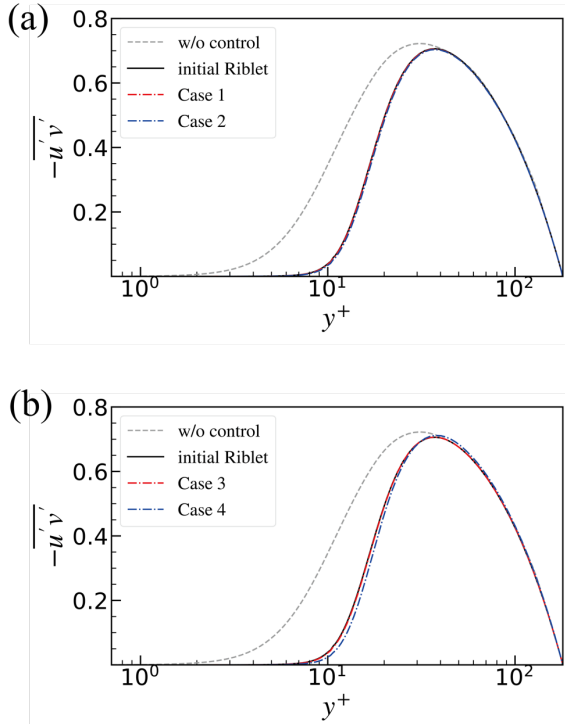 (a)
0.8
0.6
0.4
0.2
−u′v′
w/o control
initial Riblet
Case 1
Case 2
10⁰
10¹
10²
y⁺
(b)
0.8
0.6
0.4
0.2
−u′v′
w/o control
initial Riblet
Case 3
Case 4
10⁰
10¹
10²
y⁺